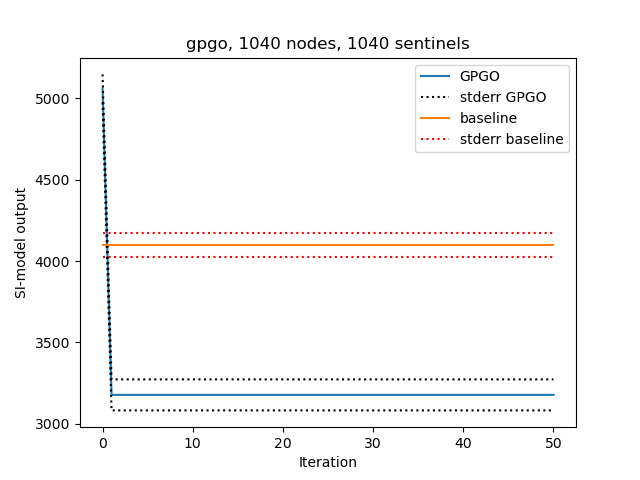 gpgo, 1040 nodes, 1040 sentinels
GPGO
stderr GPGO
baseline
stderr baseline
SI-model output
5000
4500
4000
3500
3000
0 10 20 30 40 50
Iteration